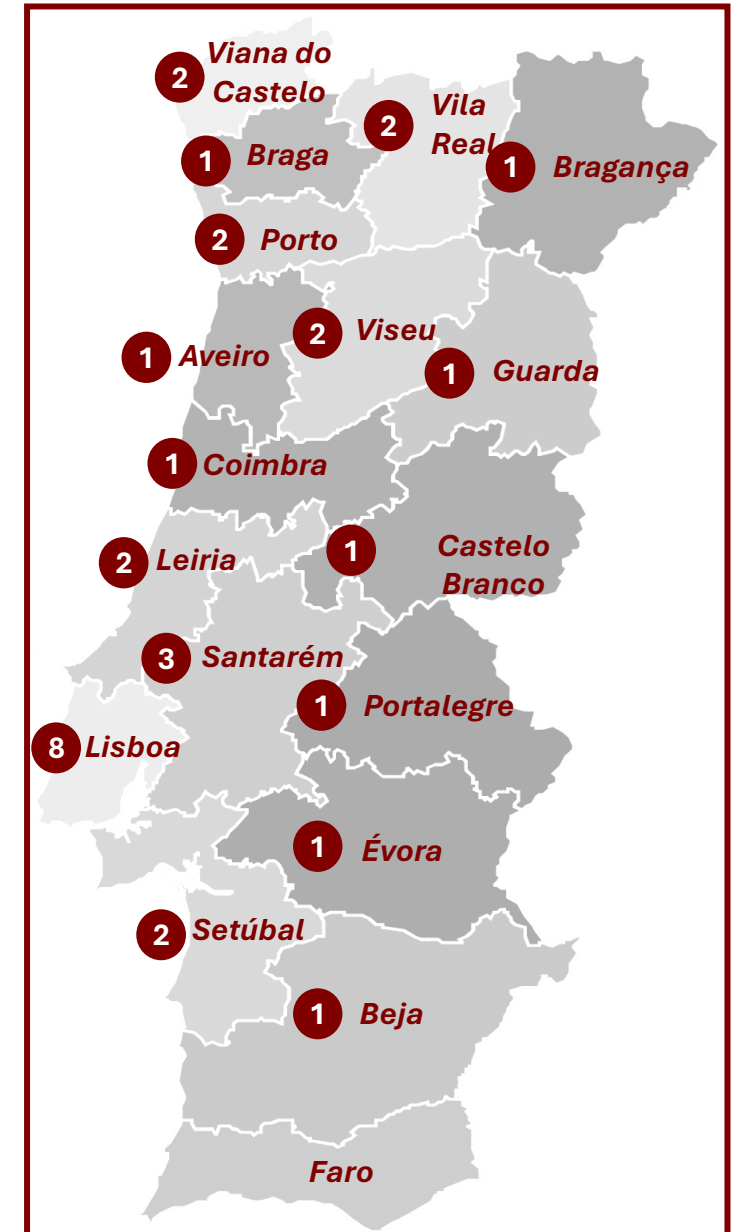 2 Viana do
Castelo
1 Braga
2 Vila
Real
1 Bragança
2 Porto
2 Viseu
1 Aveiro
1 Guarda
1 Coimbra
2 Leiria
1 Castelo
Branco
3 Santarém
1 Portalegre
8 Lisboa
1 Évora
2 Setúbal
1 Beja
Faro